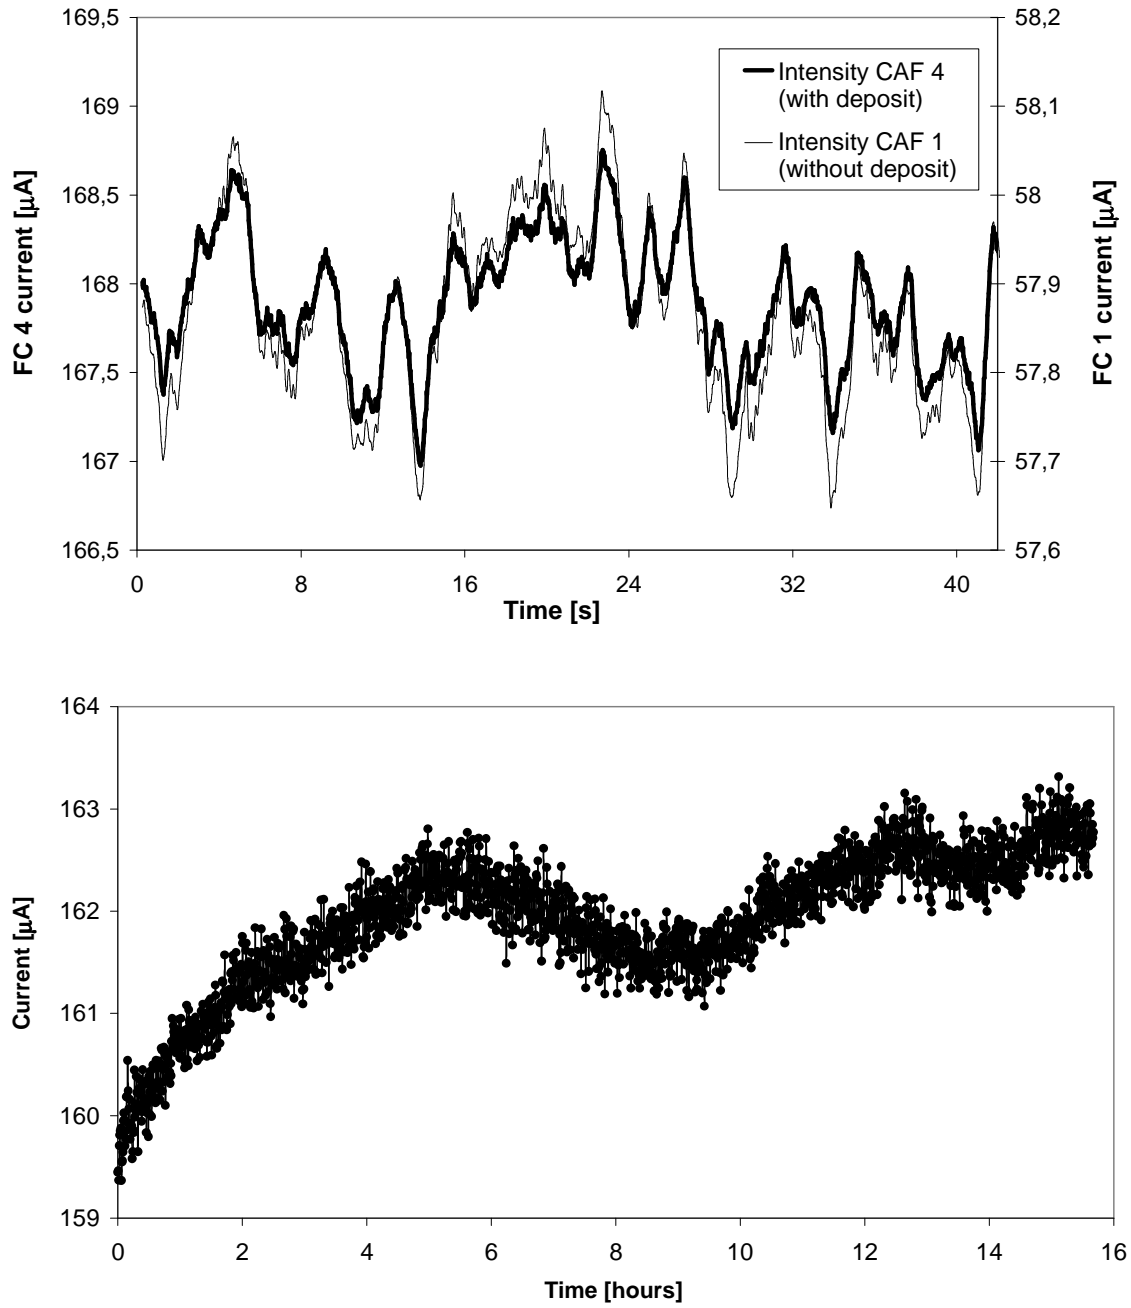 169,5
169
168,5
168
167,5
167
166,5
FC 4 current [μA]
58,2
58,1
58
57,9
57,8
57,7
57,6
FC 1 current [μA]
Intensity CAF 4
(with deposit)
Intensity CAF 1
(without deposit)
0 8 16 24 32 40
Time [s]
164
163
162
161
160
159
Current [μA]
0 2 4 6 8 10 12 14 16
Time [hours]